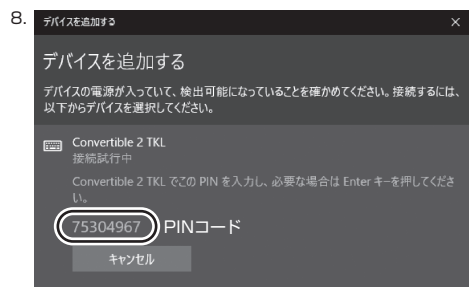 8.
デバイスを追加する ×
デバイスを追加する
デバイスの電源が入っていて、検出可能になっていることを確かめてください。接続するには、
以下からデバイスを選択してください。
Convertible 2 TKL
接続試行中
Convertible 2 TKL でこの PIN を入力し、必要な場合は Enter キーを押してくださ
い。
75304967 PINコード
キャンセル